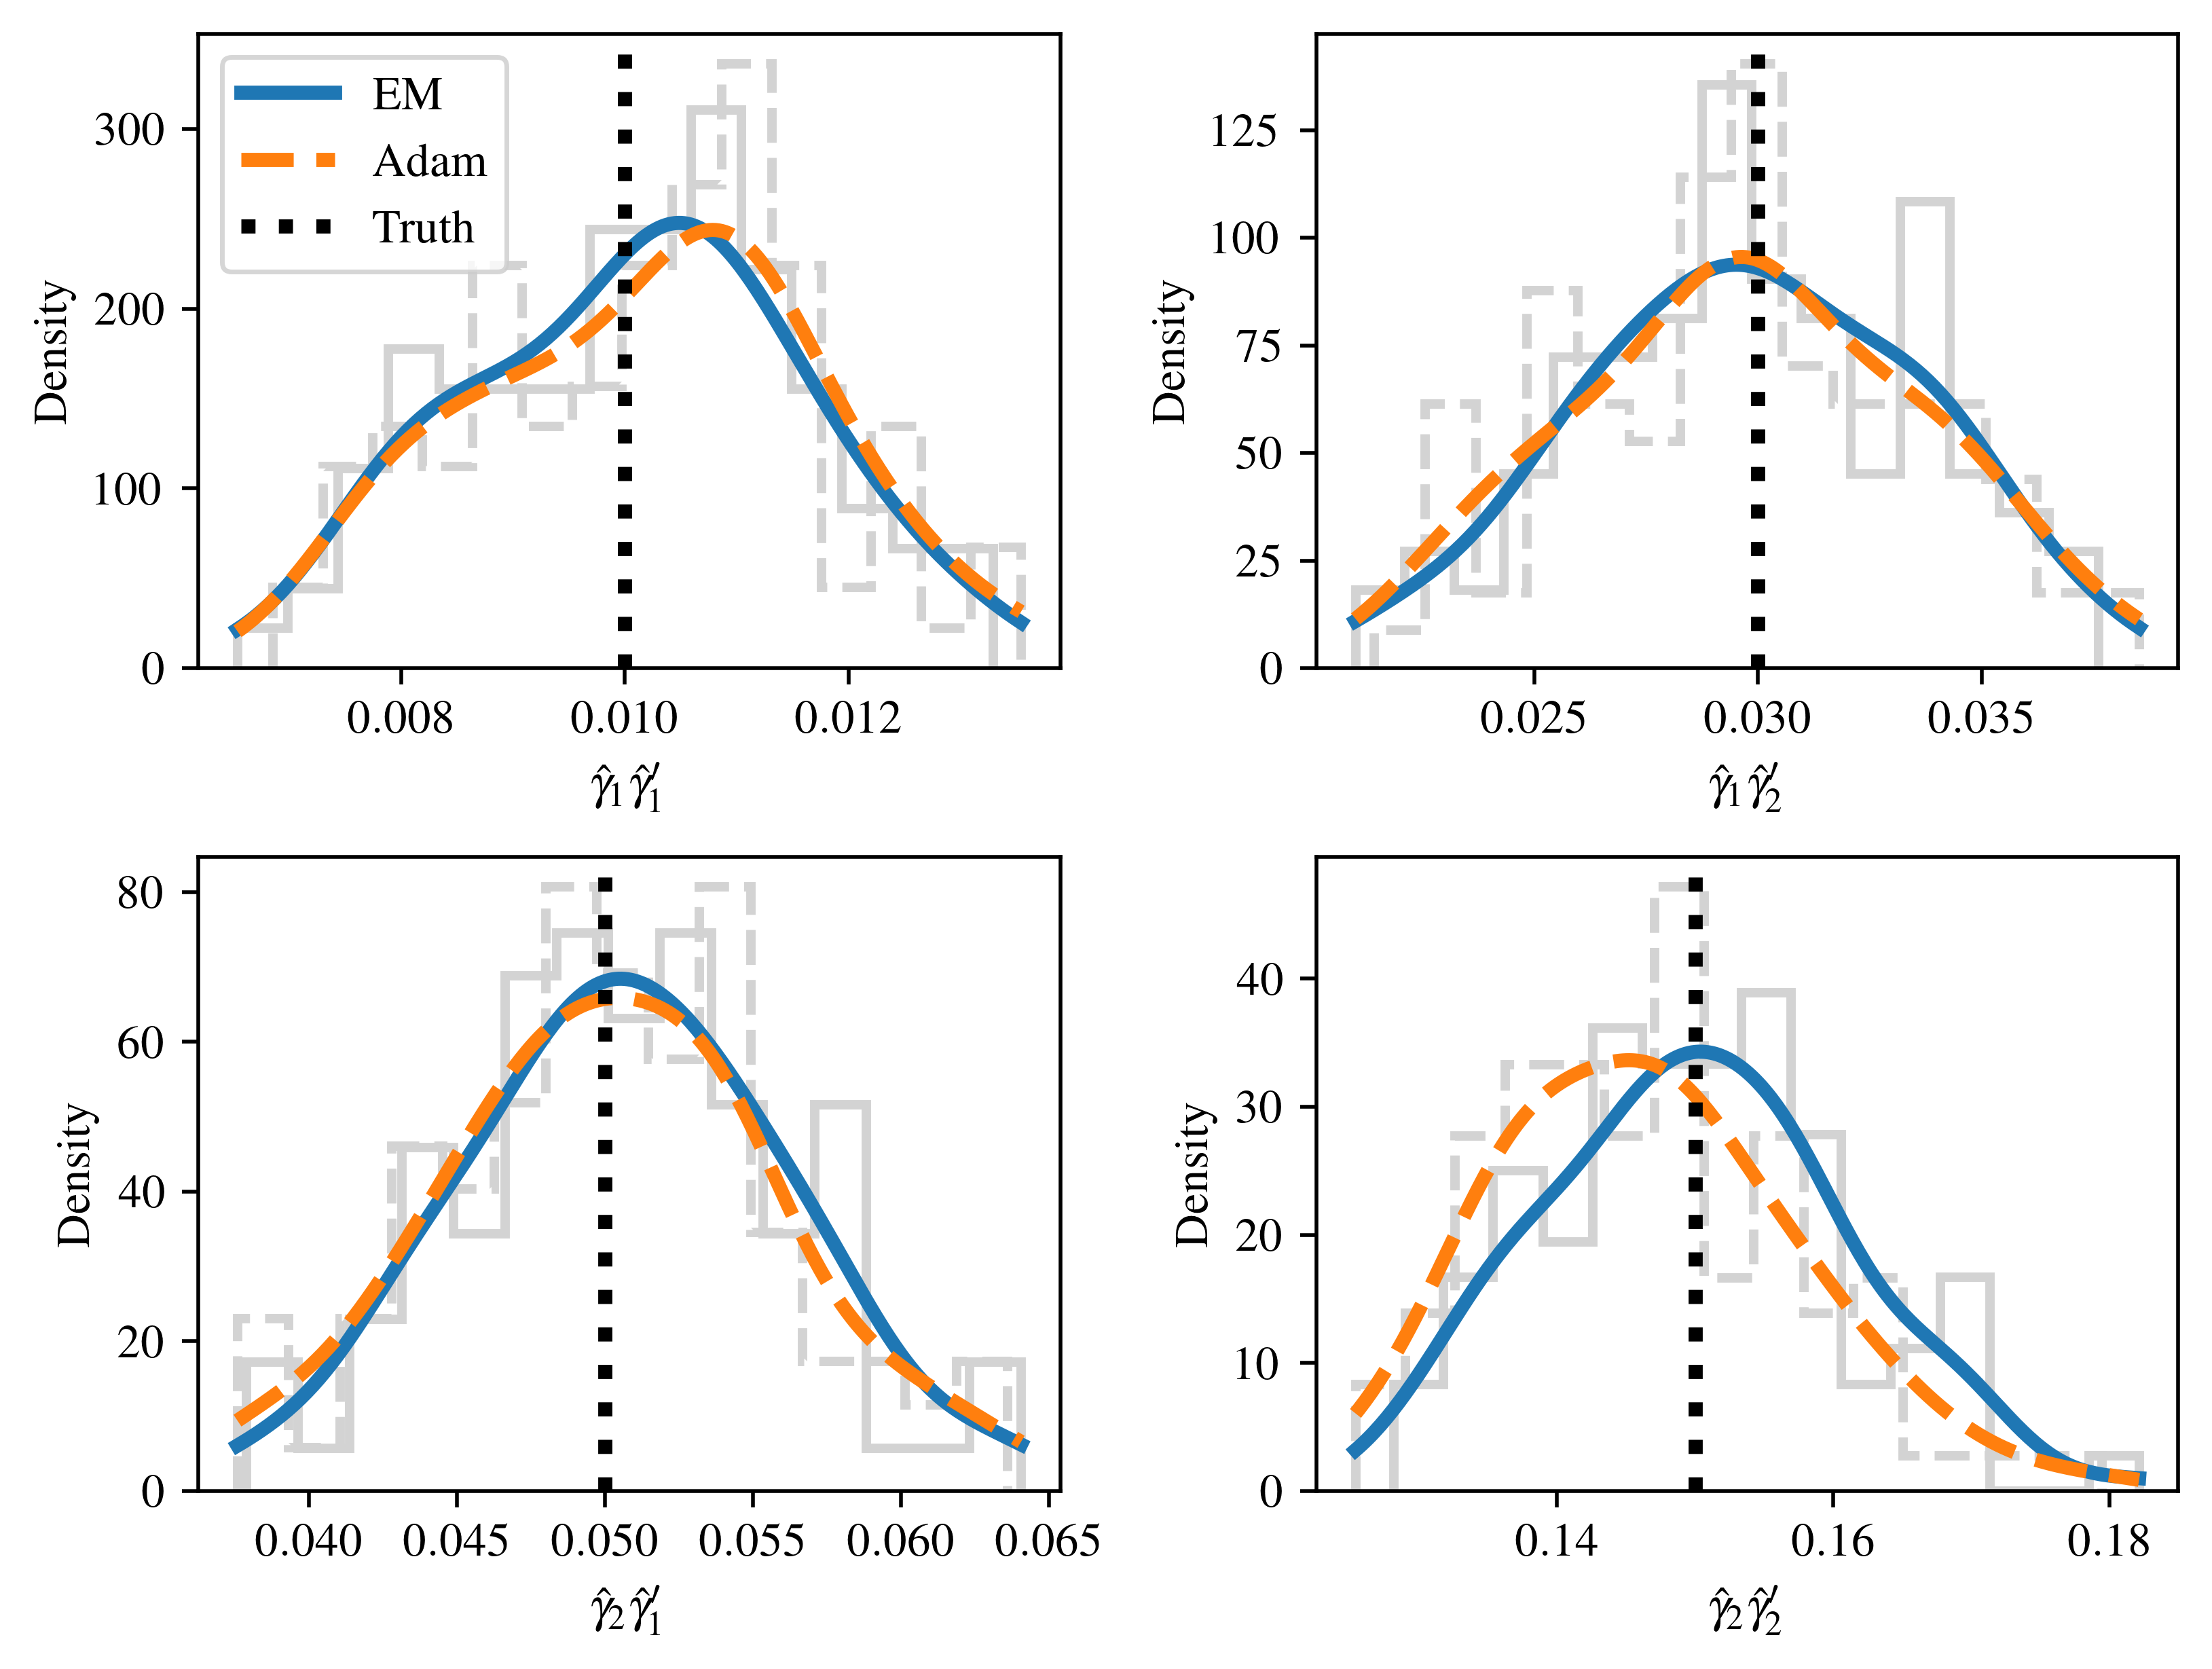 EM
Adam
Truth
Density
300
200
100
0
0.008 0.010 0.012
γ̂₁γ̂′₁
Density
125
100
75
50
25
0
0.025 0.030 0.035
γ̂₁γ̂′₂
Density
80
60
40
20
0
0.040 0.045 0.050 0.055 0.060 0.065
γ̂₂γ̂′₁
Density
40
30
20
10
0
0.14 0.16 0.18
γ̂₂γ̂′₂